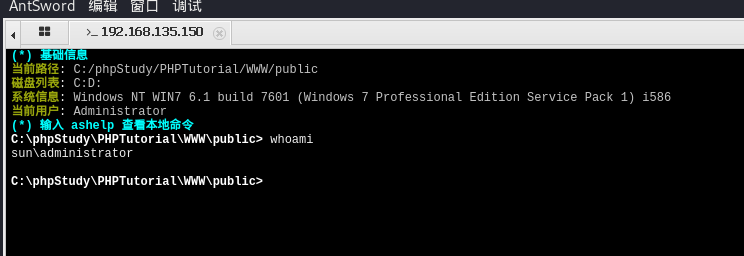 AntSword 编辑 窗口 调试
>_ 192.168.135.150
(*) 基础信息
当前路径: C:/phpStudy/PHPTutorial/WWW/public
磁盘列表: C:D:
系统信息: Windows NT WIN7 6.1 build 7601 (Windows 7 Professional Edition Service Pack 1) i586
当前用户: Administrator
(*) 输入 ashelp 查看本地命令
C:\phpStudy\PHPTutorial\WWW\public> whoami
sun\administrator
C:\phpStudy\PHPTutorial\WWW\public>